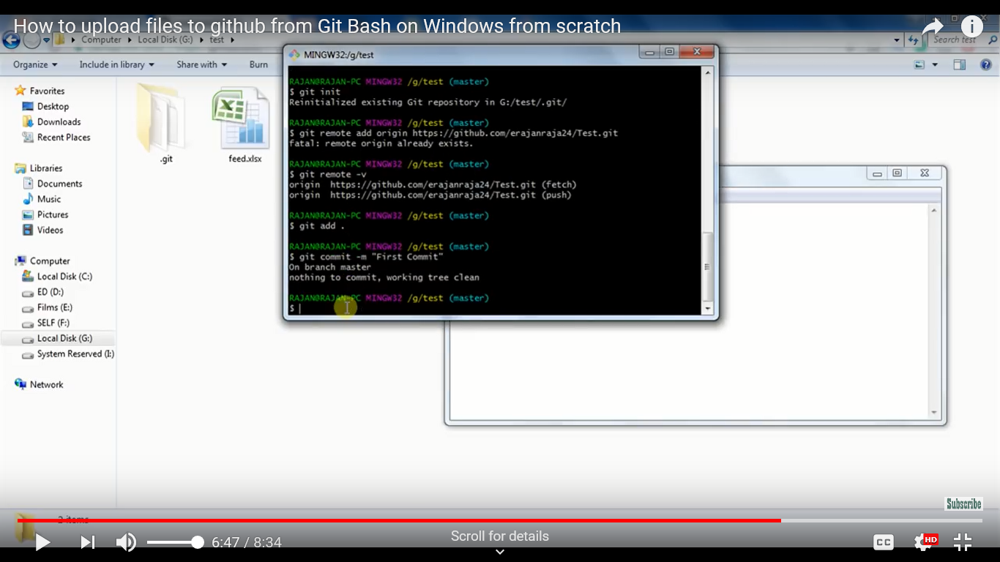 How to upload files to github from Git Bash on Windows from scratch
Computer
Local Disk (G:)
test
Search test
Organize
Include in library
Share with
Burn
Favorites
Desktop
Downloads
Recent Places
Libraries
Documents
Music
Pictures
Videos
Computer
Local Disk (C:)
ED (D:)
Films (E:)
SELF (F:)
Local Disk (G:)
System Reserved (I:)
Network
.git
feed.xlsx
MINGW32:/g/test
RAJAN@RAJAN-PC MINGW32 /g/test (master)
$ git init
Reinitialized existing Git repository in G:/test/.git/
RAJAN@RAJAN-PC MINGW32 /g/test (master)
$ git remote add origin https://github.com/erajanraja24/Test.git
fatal: remote origin already exists.
RAJAN@RAJAN-PC MINGW32 /g/test (master)
$ git remote -v
origin  https://github.com/erajanraja24/Test.git (fetch)
origin  https://github.com/erajanraja24/Test.git (push)
RAJAN@RAJAN-PC MINGW32 /g/test (master)
$ git add .
RAJAN@RAJAN-PC MINGW32 /g/test (master)
$ git commit -m "First Commit"
On branch master
nothing to commit, working tree clean
RAJAN@RAJAN-PC MINGW32 /g/test (master)
$
Subscribe
2 items
6:47 / 8:34
Scroll for details
CC
HD